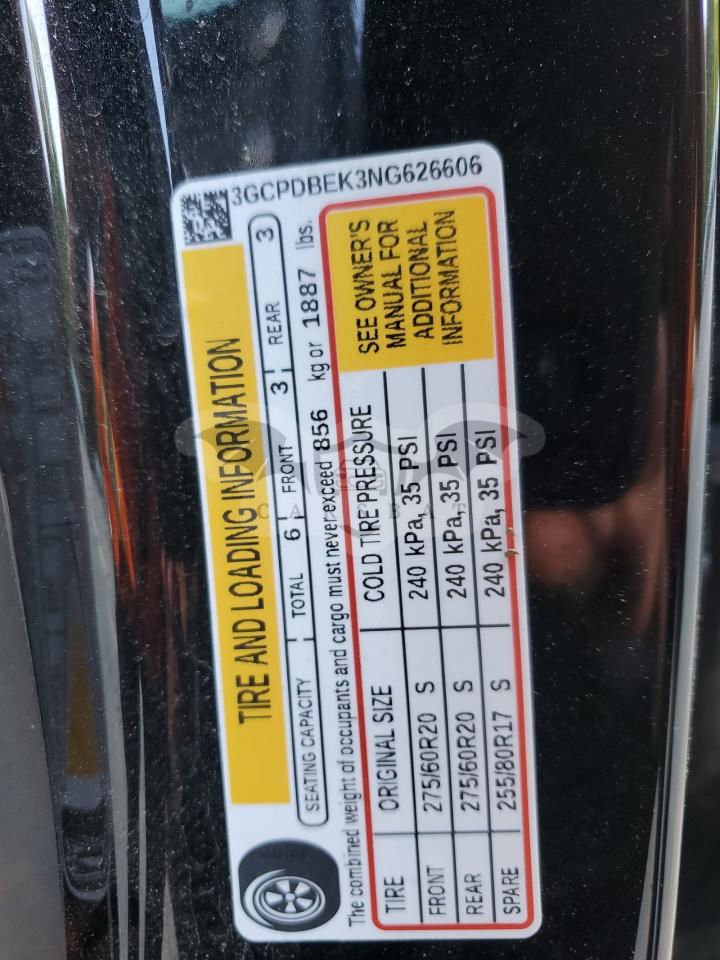 3GCPDBEK3NG626606
TIRE AND LOADING INFORMATION
SEATING CAPACITY TOTAL 6 FRONT 3 REAR 3
The combined weight of occupants and cargo must never exceed 856 kg or 1887 lbs.
TIRE ORIGINAL SIZE COLD TIRE PRESSURE
FRONT 275/60R20 S 240 kPa, 35 PSI
REAR 275/60R20 S 240 kPa, 35 PSI
SPARE 255/80R17 S 240 kPa, 35 PSI
SEE OWNER'S
MANUAL FOR
ADDITIONAL
INFORMATION